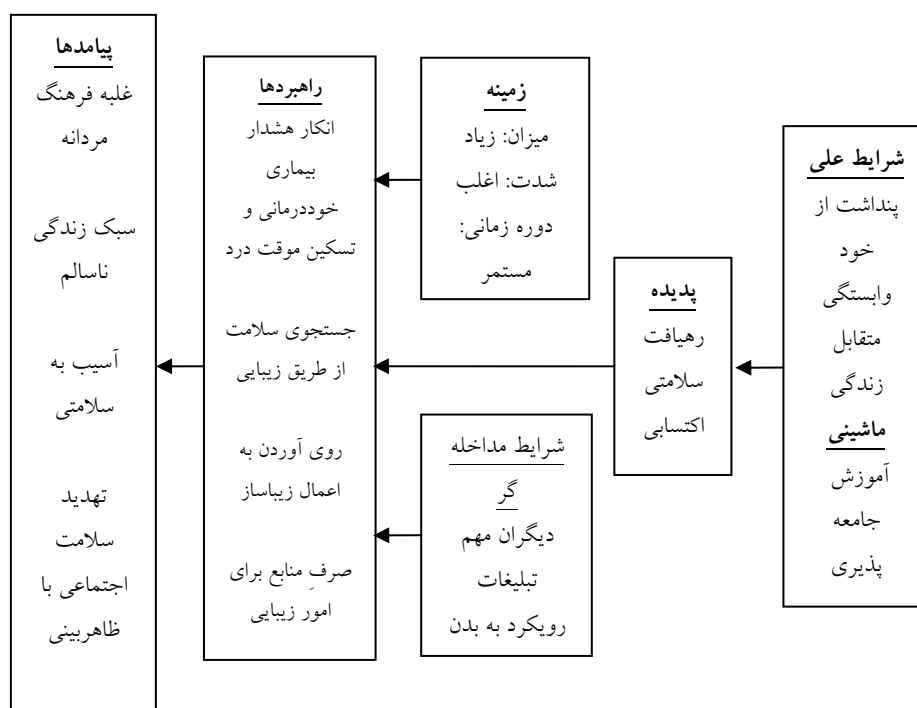 شرایط علی
پنداشت از
خود
وابستگی
متقابل
زندگی
ماشینی
آموزش
جامعه
پذیری
پدیده
رهیافت
سلامتی
اکتسابی
زمینه
میزان: زیاد
شدت: اغلب
دوره زمانی:
مستمر
شرایط مداخله
گر
دیگران مهم
تبلیغات
رویکرد به بدن
راهبردها
انکار هشدار
بیماری
خوددرمانی و
تسکین موقت درد
جستجوی سلامت
از طریق زیبایی
روی آوردن به
اعمال زیباساز
صرفِ منابع برای
امور زیبایی
پیامدها
غلبه فرهنگ
مردانه
سبک زندگی
ناسالم
آسیب به
سلامتی
تهدید
سلامت
اجتماعی با
ظاهربینی